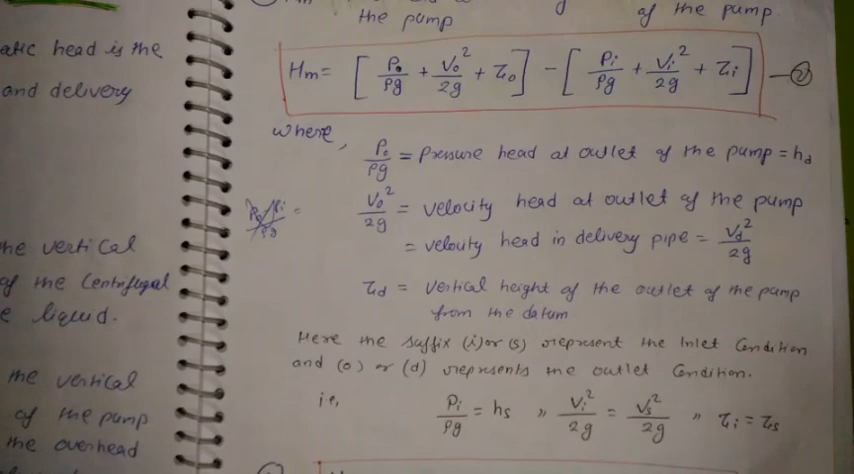 the pump
of the pump
atic head is the
and delivery
Hm = [ Po/ρg + Vo²/2g + Zo ] - [ Pi/ρg + Vi²/2g + Zi ] — ②
where,
Po/ρg = pressure head at outlet of the pump = hd
Vo²/2g = velocity head at outlet of the pump
= velouty head in delivery pipe = Vd²/2g
he vertical
of the Centrifugal
e liquid.
Zd = vertical height of the outlet of the pump
from the datum
Here the suffix (i) or (s) represent the Inlet Condition
and (o) or (d) represents the outlet Condition.
the vertical
of the pump
the overhead
ie, Pi/ρg = hs " Vi²/2g = Vs²/2g " Zi = Zs